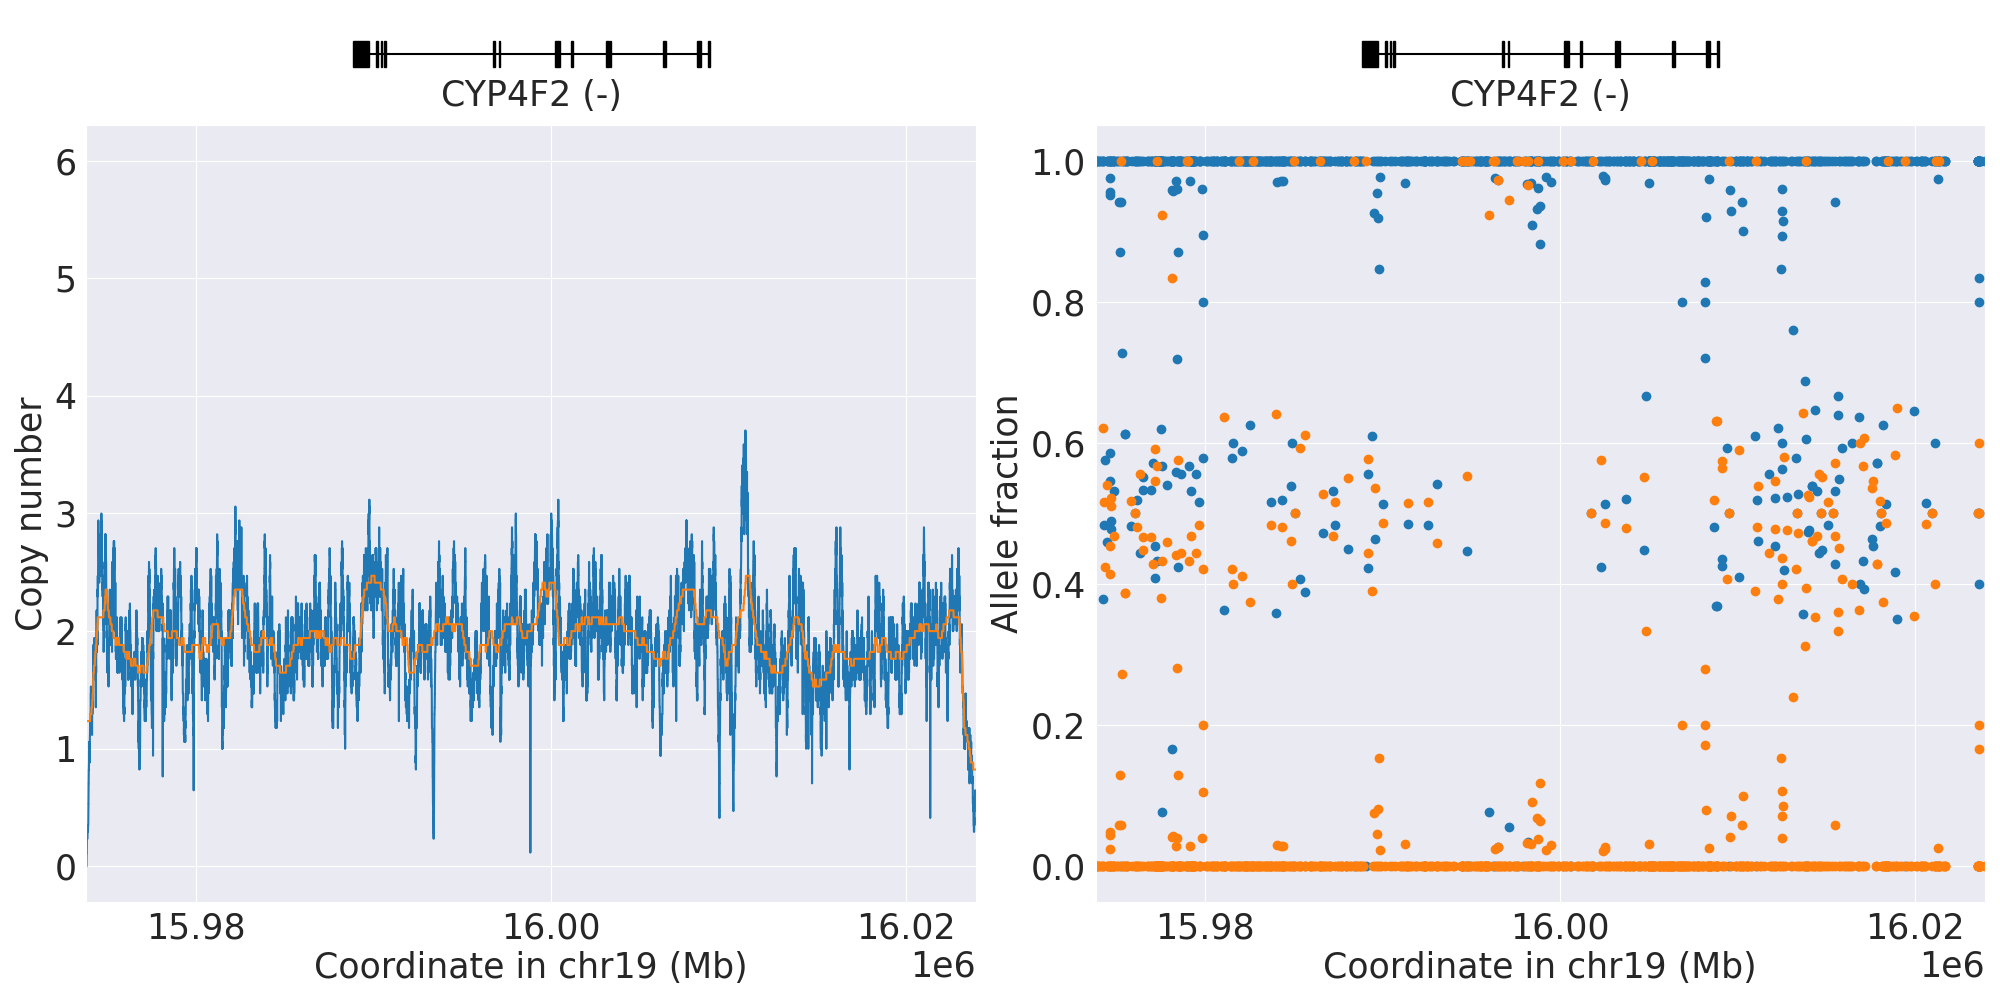 CYP4F2 (-)
6
5
4
3
2
1
0
Copy number
15.98 16.00 16.02
Coordinate in chr19 (Mb) 1e6
CYP4F2 (-)
1.0
0.8
0.6
0.4
0.2
0.0
Allele fraction
15.98 16.00 16.02
Coordinate in chr19 (Mb) 1e6